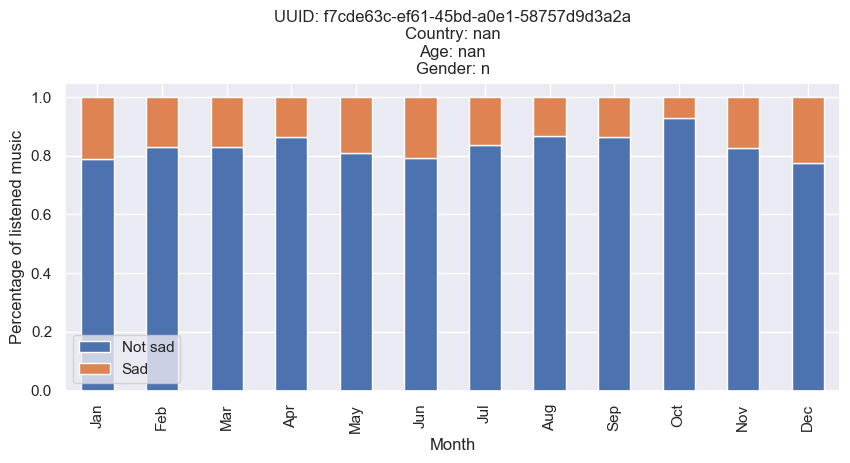 UUID: f7cde63c-ef61-45bd-a0e1-58757d9d3a2a
Country: nan
Age: nan
Gender: n
Percentage of listened music
1.0
0.8
0.6
0.4
0.2
0.0
Not sad
Sad
Jan
Feb
Mar
Apr
May
Jun
Jul
Aug
Sep
Oct
Nov
Dec
Month